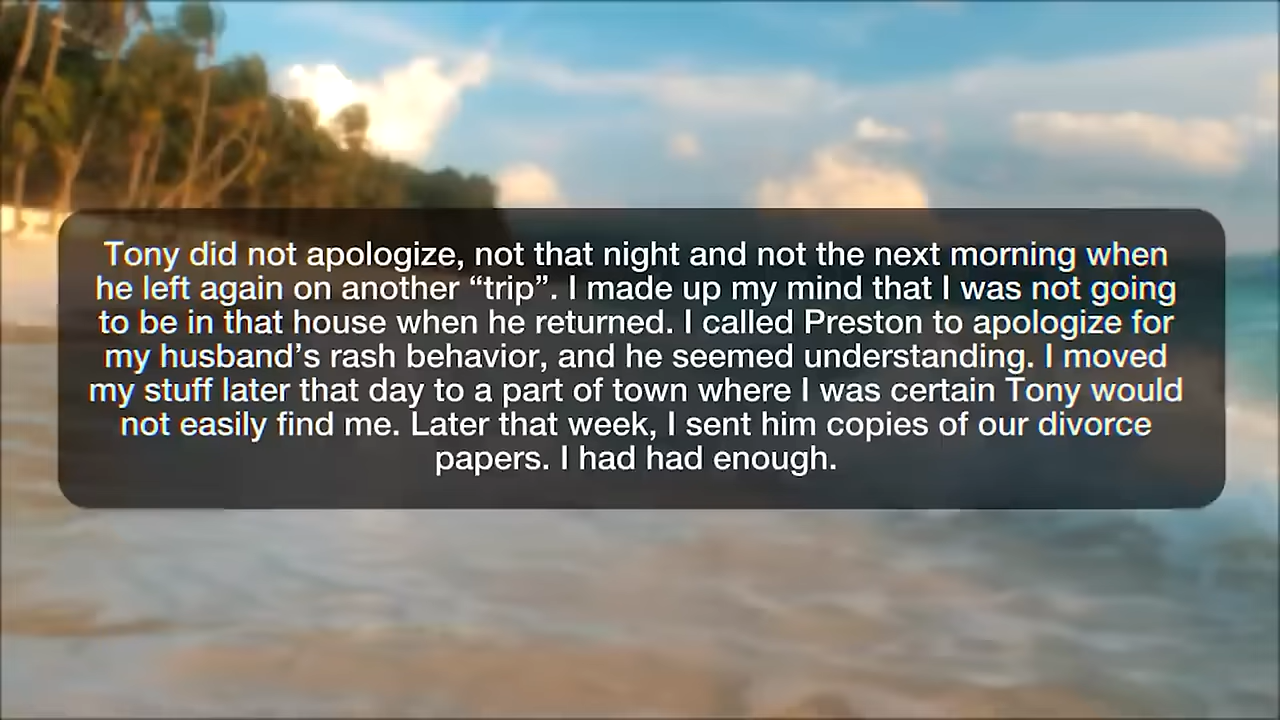 Tony did not apologize, not that night and not the next morning when
he left again on another “trip”. I made up my mind that I was not going
to be in that house when he returned. I called Preston to apologize for
my husband’s rash behavior, and he seemed understanding. I moved
my stuff later that day to a part of town where I was certain Tony would
not easily find me. Later that week, I sent him copies of our divorce
papers. I had had enough.